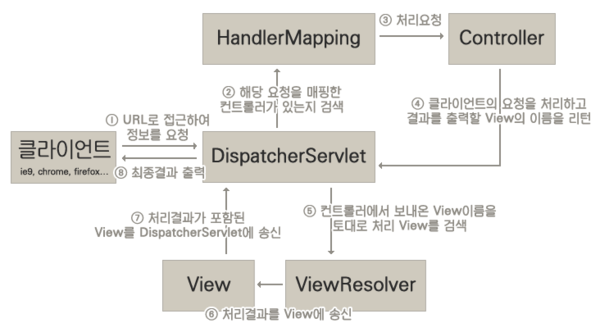 HandlerMapping
③ 처리요청
Controller
② 해당 요청을 매핑한
컨트롤러가 있는지 검색
④ 클라이언트의 요청을 처리하고
결과를 출력할 View의 이름을 리턴
① URL로 접근하여
정보를 요청
클라이언트
ie9, chrome, firefox...
DispatcherServlet
⑧ 최종결과 출력
⑦ 처리결과가 포함된
View를 DispatcherServlet에 송신
⑤ 컨트롤러에서 보내온 View이름을
토대로 처리 View를 검색
View
ViewResolver
⑥ 처리결과를 View에 송신